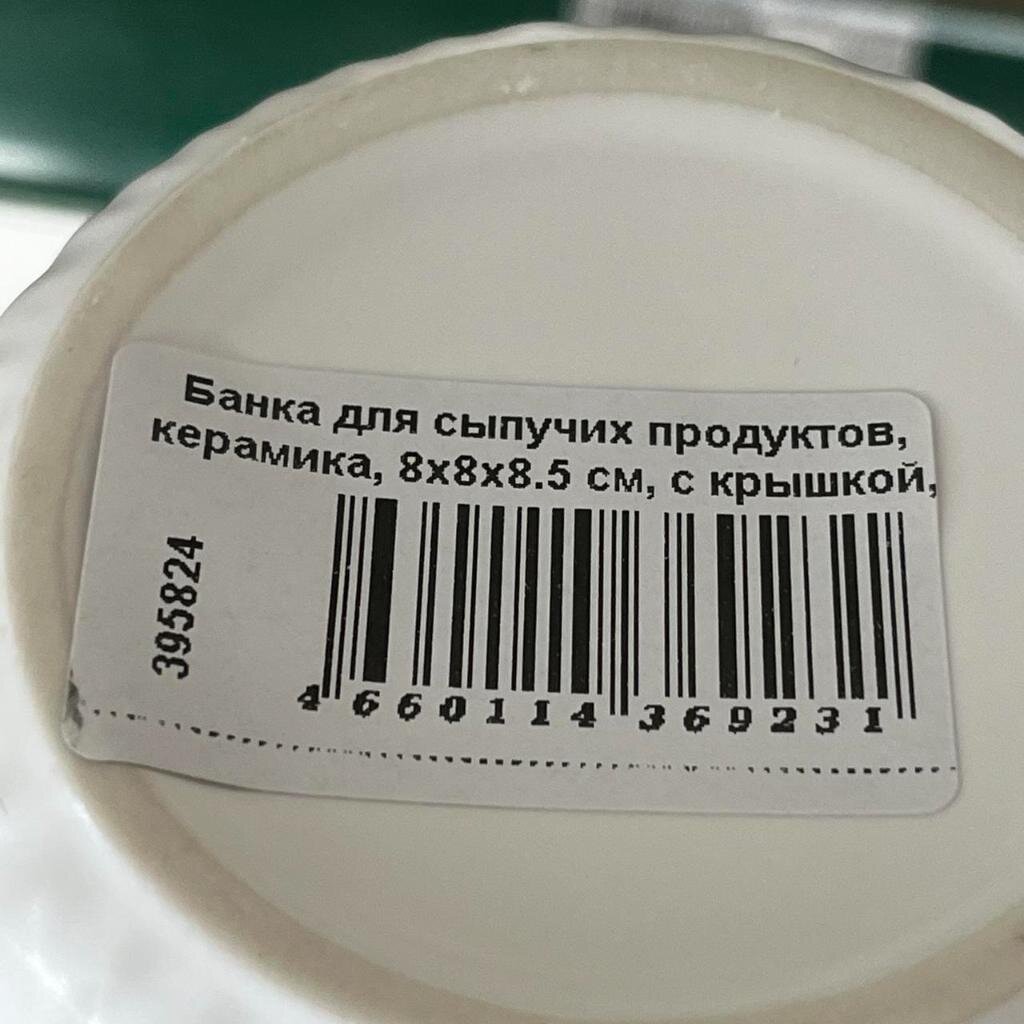 Банка для сыпучих продуктов,
керамика, 8x8x8.5 см, с крышкой,
395824
4 660114 369231